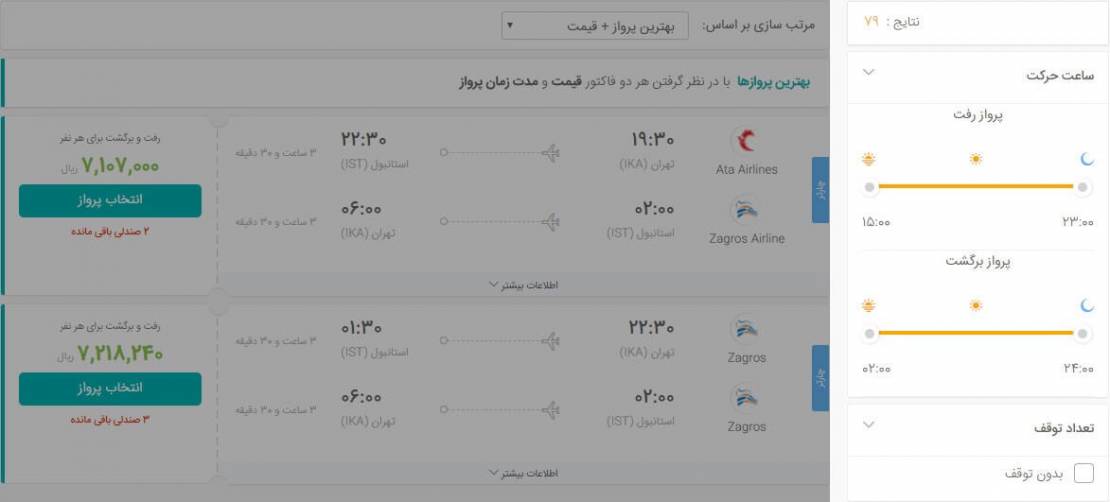 نتایج : ۷۹
ساعت حرکت
پرواز رفت
۲۳:۰۰ ۱۵:۰۰
پرواز برگشت
۲۴:۰۰ ۰۲:۰۰
تعداد توقف
بدون توقف
مرتب سازی بر اساس: بهترین پرواز + قیمت
بهترین پروازها با در نظر گرفتن هر دو فاکتور قیمت و مدت زمان پرواز
چارتر
Ata Airlines
۱۹:۳۰ ۲۲:۳۰
تهران (IKA) استانبول (IST) ۳ ساعت و ۳۰ دقیقه
Zagros Airline
۰۲:۰۰ ۰۶:۰۰
استانبول (IST) تهران (IKA) ۳ ساعت و ۳۰ دقیقه
اطلاعات بیشتر
رفت و برگشت برای هر نفر
۷,۱۰۷,۰۰۰ ریال
انتخاب پرواز
۲ صندلی باقی مانده
چارتر
Zagros
۲۲:۳۰ ۰۱:۳۰
تهران (IKA) استانبول (IST) ۳ ساعت و ۳۰ دقیقه
Zagros
۰۲:۰۰ ۰۶:۰۰
استانبول (IST) تهران (IKA) ۳ ساعت و ۳۰ دقیقه
اطلاعات بیشتر
رفت و برگشت برای هر نفر
۷,۲۱۸,۲۴۰ ریال
انتخاب پرواز
۳ صندلی باقی مانده